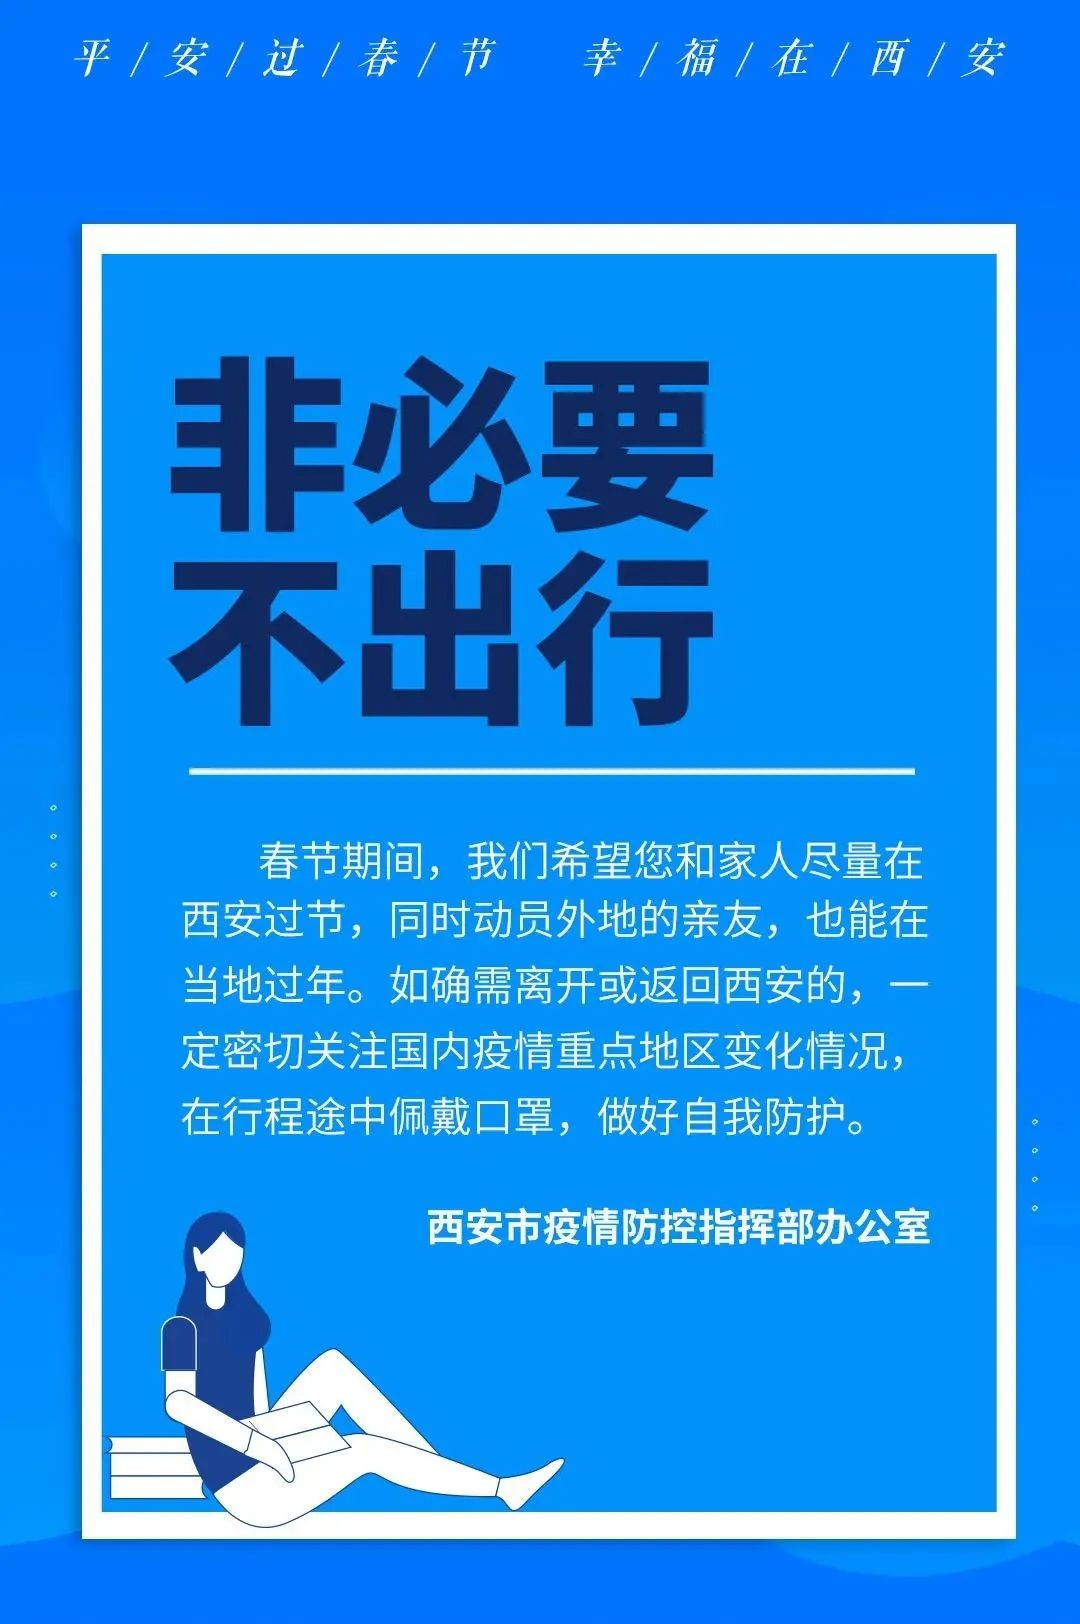 平/安/过/春/节 幸/福/在/西/安
非必要
不出行
春节期间，我们希望您和家人尽量在
西安过节，同时动员外地的亲友，也能在
当地过年。如确需离开或返回西安的，一
定密切关注国内疫情重点地区变化情况，
在行程途中佩戴口罩，做好自我防护。
西安市疫情防控指挥部办公室